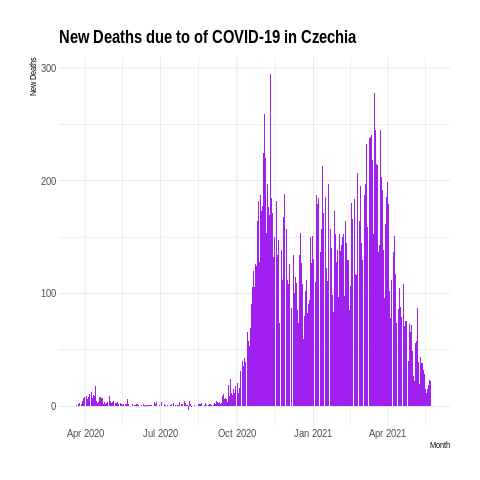 New Deaths due to of COVID-19 in Czechia
New Deaths
300
200
100
0
Apr 2020 Jul 2020 Oct 2020 Jan 2021 Apr 2021
Month